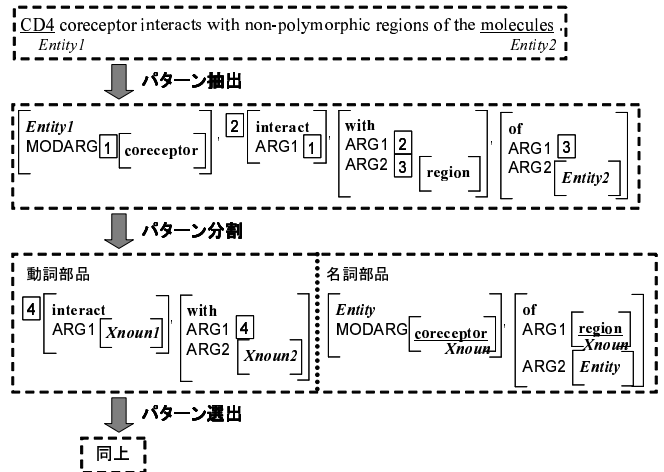 CD4 coreceptor interacts with non-polymorphic regions of the molecules .
Entity1 Entity2
パターン抽出
Entity1
MODARG 1 coreceptor
,
2 interact
ARG1 1
,
with
ARG1 2
ARG2 3 region
,
of
ARG1 3
ARG2 Entity2
パターン分割
動詞部品
4 interact
ARG1 Xnoun1
,
with
ARG1 4
ARG2 Xnoun2
名詞部品
Entity
MODARG coreceptor
Xnoun
,
of
ARG1 region
Xnoun
ARG2 Entity
パターン選出
同上